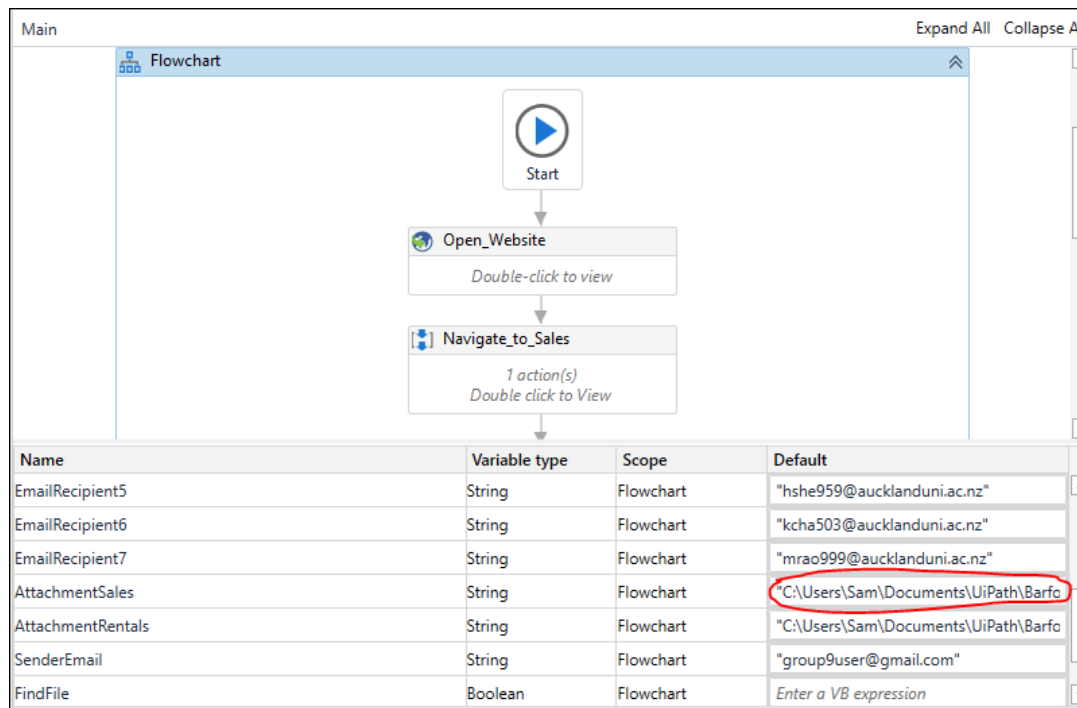 Main Expand All Collapse A
Flowchart
Start
Open_Website
Double-click to view
Navigate_to_Sales
1 action(s)
Double click to View
Name Variable type Scope Default
EmailRecipient5 String Flowchart "hshe959@aucklanduni.ac.nz"
EmailRecipient6 String Flowchart "kcha503@aucklanduni.ac.nz"
EmailRecipient7 String Flowchart "mrao999@aucklanduni.ac.nz"
AttachmentSales String Flowchart "C:\Users\Sam\Documents\UiPath\Barfo
AttachmentRentals String Flowchart "C:\Users\Sam\Documents\UiPath\Barfo
SenderEmail String Flowchart "group9user@gmail.com"
FindFile Boolean Flowchart Enter a VB expression